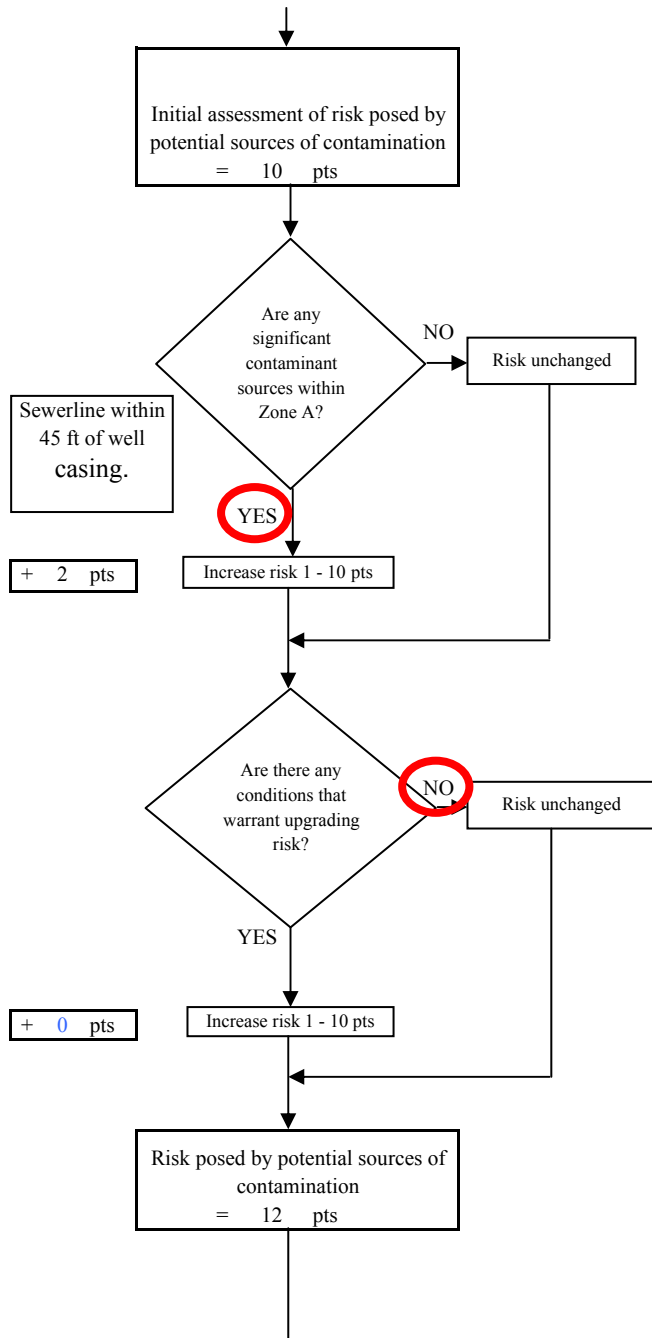 Initial assessment of risk posed by
potential sources of contamination
= 10 pts
Are any
significant
contaminant
sources within
Zone A?
NO
Risk unchanged
Sewerline within
45 ft of well
casing.
YES
+ 2 pts
Increase risk 1 - 10 pts
Are there any
conditions that
warrant upgrading
risk?
NO
Risk unchanged
YES
+ 0 pts
Increase risk 1 - 10 pts
Risk posed by potential sources of
contamination
= 12 pts